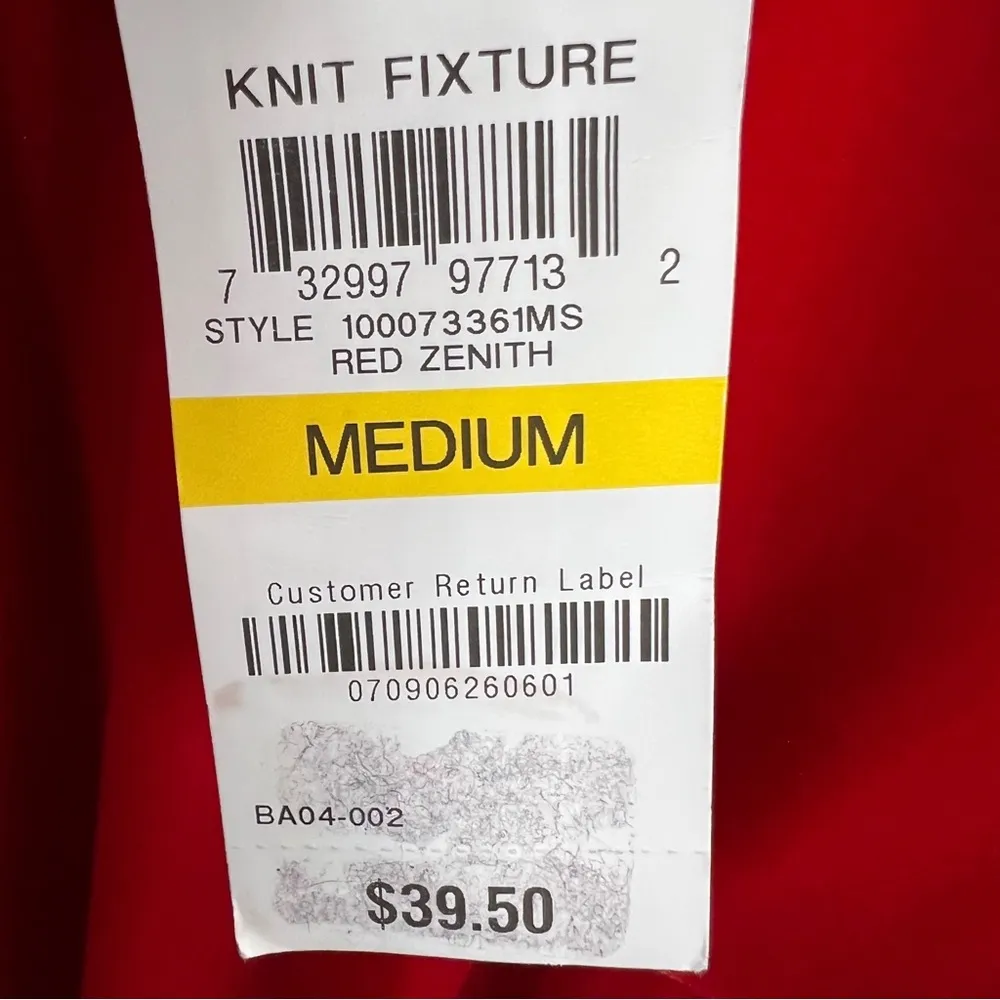 KNIT FIXTURE
7 32997 97713 2
STYLE 100073361MS
RED ZENITH
MEDIUM
Customer Return Label
070906260601
BA04-002
$39.50